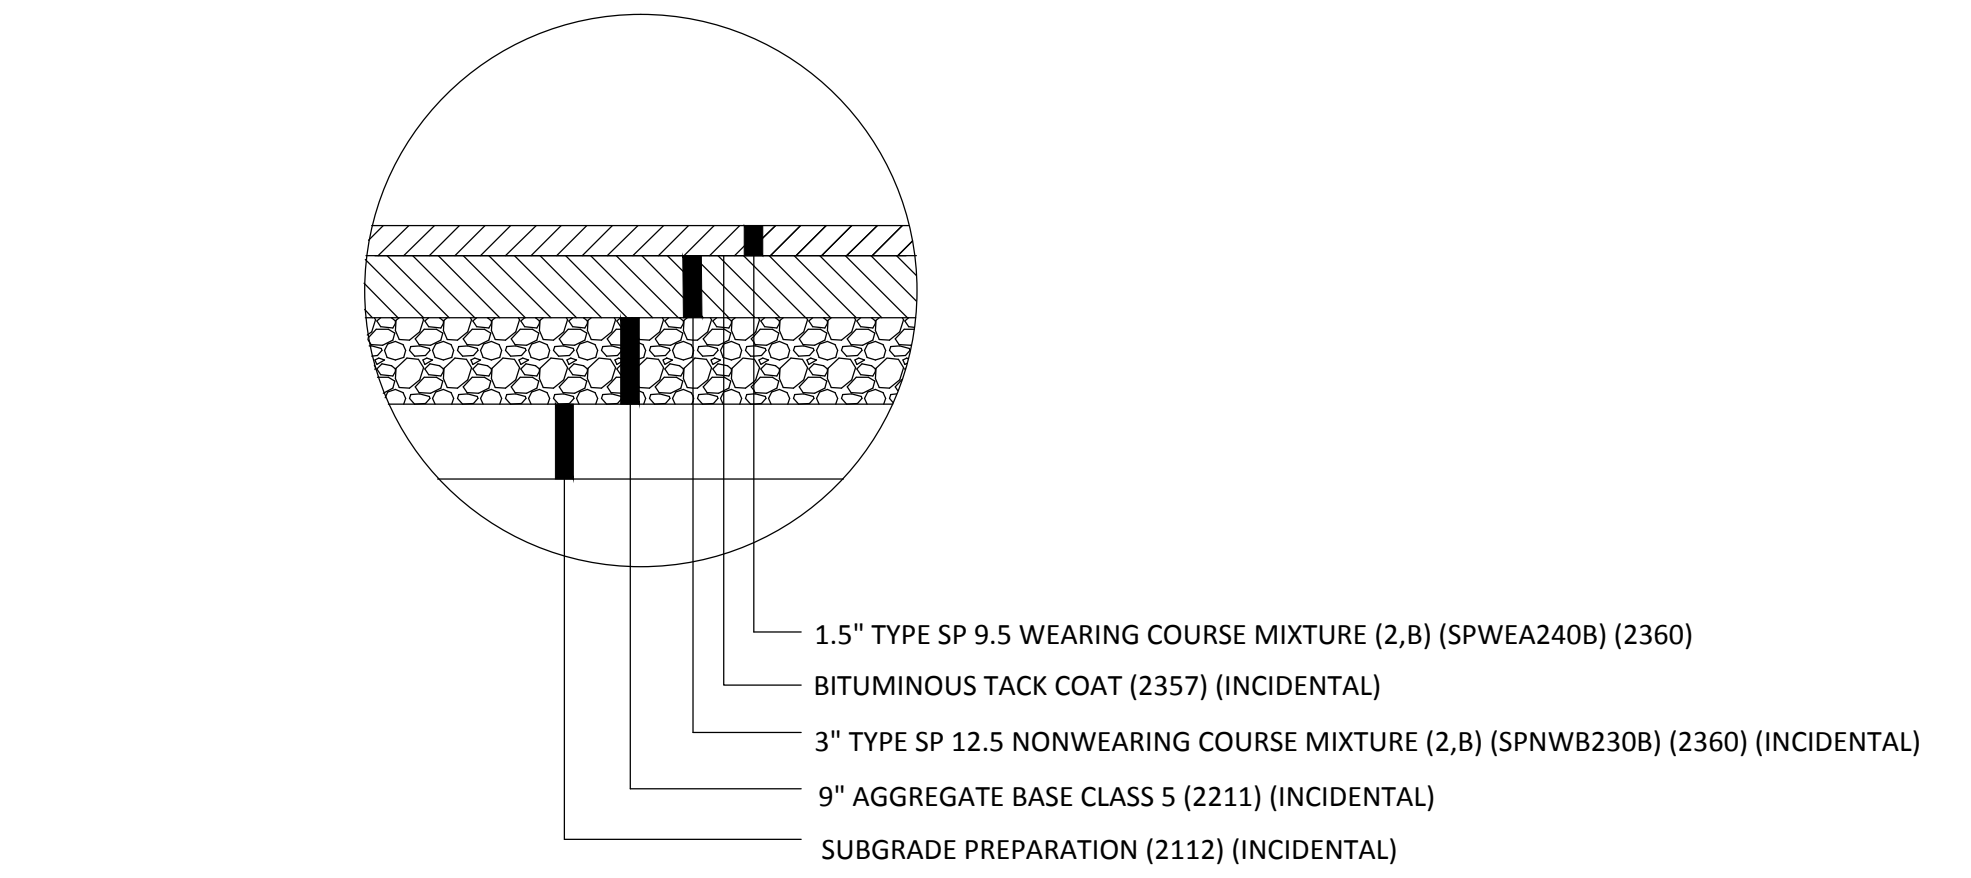 1.5" TYPE SP 9.5 WEARING COURSE MIXTURE (2,B) (SPWEA240B) (2360)
BITUMINOUS TACK COAT (2357) (INCIDENTAL)
3" TYPE SP 12.5 NONWEARING COURSE MIXTURE (2,B) (SPNWB230B) (2360) (INCIDENTAL)
9" AGGREGATE BASE CLASS 5 (2211) (INCIDENTAL)
SUBGRADE PREPARATION (2112) (INCIDENTAL)